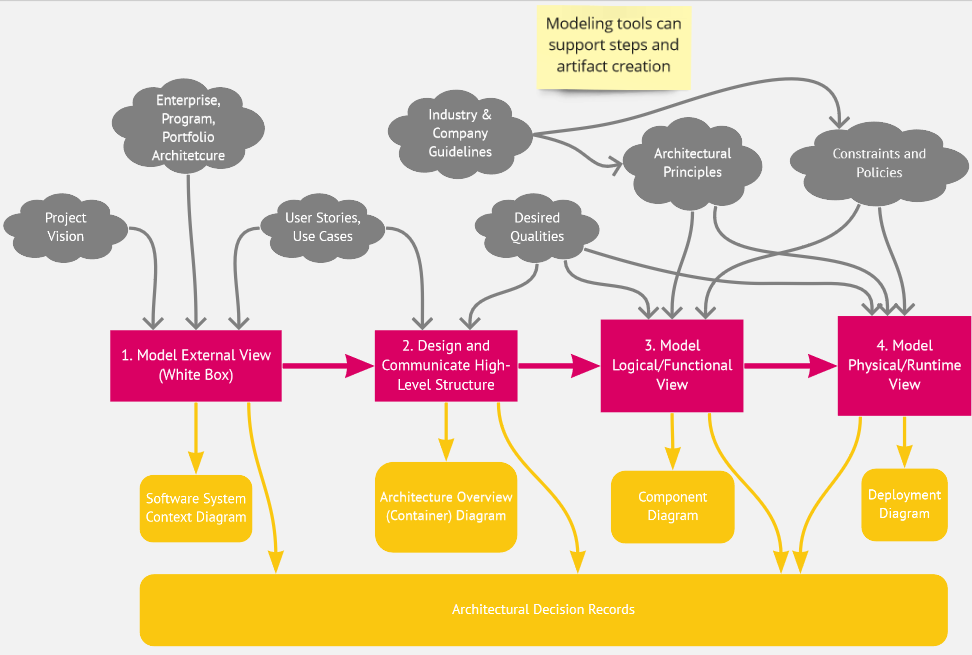 Modeling tools can
support steps and
artifact creation
Enterprise,
Program,
Portfolio
Architetcure
Industry &
Company
Guidelines
Architectural
Principles
Constraints and
Policies
Project
Vision
User Stories,
Use Cases
Desired
Qualities
1. Model External View
(White Box)
2. Design and
Communicate High-
Level Structure
3. Model
Logical/Functional
View
4. Model
Physical/Runtime
View
Software System
Context Diagram
Architecture Overview
(Container) Diagram
Component
Diagram
Deployment
Diagram
Architectural Decision Records